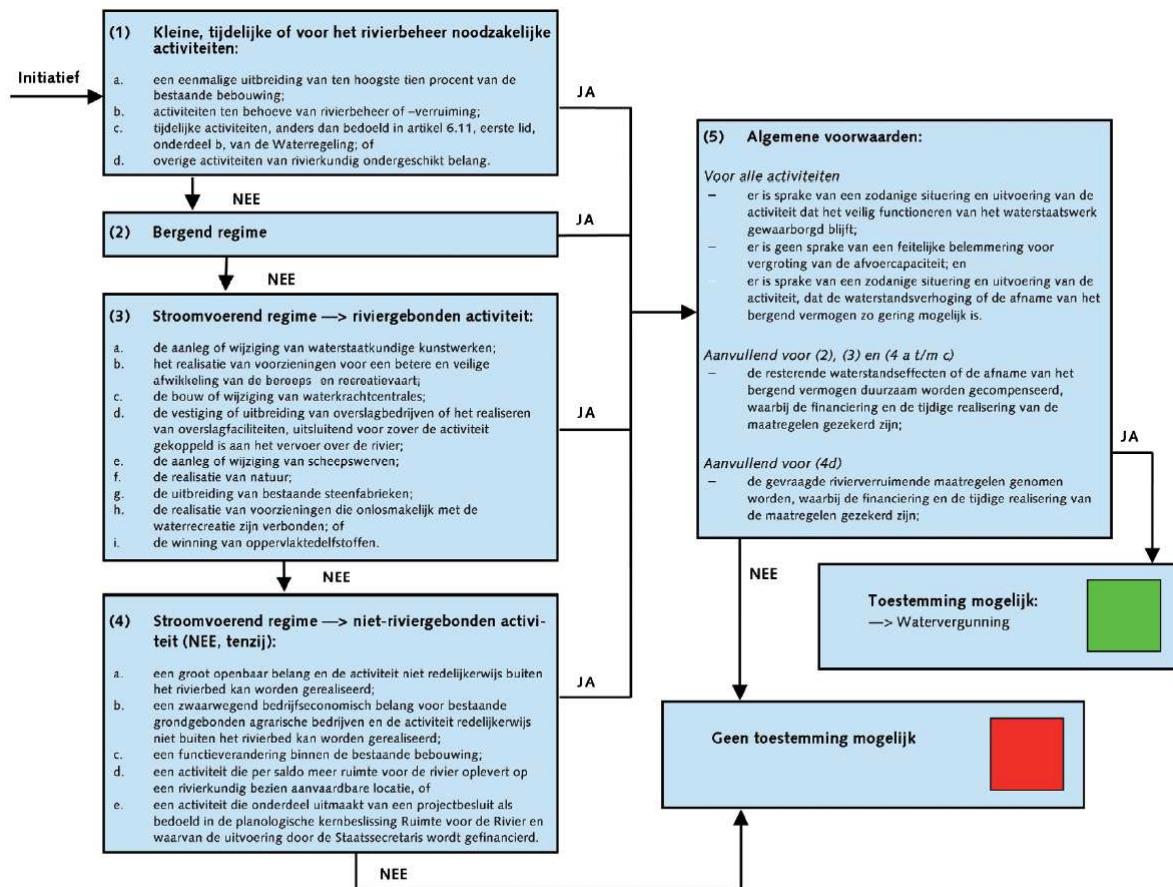 Initiatief
(1) Kleine, tijdelijke of voor het rivierbeheer noodzakelijke
activiteiten:
a. een eenmalige uitbreiding van ten hoogste tien procent van de
bestaande bebouwing;
b. activiteiten ten behoeve van rivierbeheer of –verruiming;
c. tijdelijke activiteiten, anders dan bedoeld in artikel 6.11, eerste lid,
onderdeel b, van de Waterregeling; of
d. overige activiteiten van rivierkundig ondergeschikt belang.
JA
NEE
(2) Bergend regime
JA
NEE
(3) Stroomvoerend regime —> riviergebonden activiteit:
a. de aanleg of wijziging van waterstaatkundige kunstwerken;
b. het realisatie van voorzieningen voor een betere en veilige
afwikkeling van de beroeps en recreatievaart;
c. de bouw of wijziging van waterkrachtcentrales;
d. de vestiging of uitbreiding van overslagbedrijven of het realiseren
van overslagfaciliteiten, uitsluitend voor zover de activiteit
gekoppeld is aan het vervoer over de rivier;
e. de aanleg of wijziging van scheepswerven;
f. de realisatie van natuur;
g. de uitbreiding van bestaande steenfabrieken;
h. de realisatie van voorzieningen die onlosmakelijk met de
waterrecreatie zijn verbonden; of
i. de winning van oppervlaktedelfstoffen.
JA
NEE
(4) Stroomvoerend regime —> niet-riviergebonden activi-
teit (NEE, tenzij):
a. een groot openbaar belang en de activiteit niet redelijkerwijs buiten
het rivierbed kan worden gerealiseerd;
b. een zwaarwegend bedrijfseconomisch belang voor bestaande
grondgebonden agrarische bedrijven en de activiteit redelijkerwijs
niet buiten het rivierbed kan worden gerealiseerd;
c. een functieverandering binnen de bestaande bebouwing;
d. een activiteit die per saldo meer ruimte voor de rivier oplevert op
een rivierkundig bezien aanvaardbare locatie, of
e. een activiteit die onderdeel uitmaakt van een projectbesluit als
bedoeld in de planologische kernbeslissing Ruimte voor de Rivier en
waarvan de uitvoering door de Staatssecretaris wordt gefinancierd.
JA
NEE
(5) Algemene voorwaarden:
Voor alle activiteiten
– er is sprake van een zodanige situering en uitvoering van de
activiteit dat het veilig functioneren van het waterstaatswerk
gewaarborgd blijft;
– er is geen sprake van een feitelijke belemmering voor
vergroting van de afvoercapaciteit; en
– er is sprake van een zodanige situering en uitvoering van de
activiteit, dat de waterstandsverhoging of de afname van het
bergend vermogen zo gering mogelijk is.
Aanvullend voor (2), (3) en (4 a t/m c)
– de resterende waterstandseffecten of de afname van het
bergend vermogen duurzaam worden gecompenseerd,
waarbij de financiering en de tijdige realisering van de
maatregelen gezekerd zijn;
Aanvullend voor (4d)
– de gevraagde rivierverruimende maatregelen genomen
worden, waarbij de financiering en de tijdige realisering van
de maatregelen gezekerd zijn;
JA
NEE
Toestemming mogelijk:
—> Watervergunning
Geen toestemming mogelijk